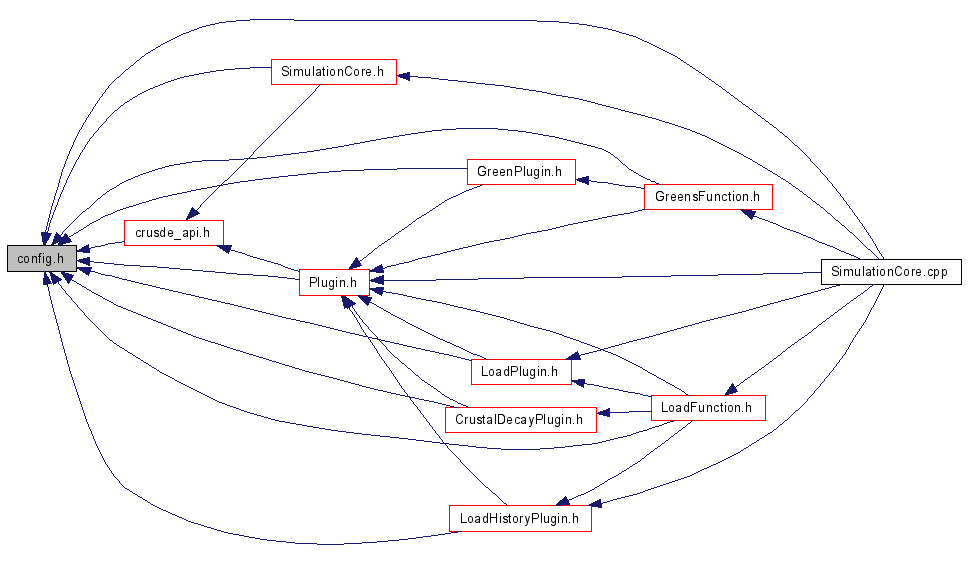 SimulationCore.h
GreenPlugin.h
GreensFunction.h
crusde_api.h
config.h
Plugin.h
SimulationCore.cpp
LoadPlugin.h
LoadFunction.h
CrustalDecayPlugin.h
LoadHistoryPlugin.h